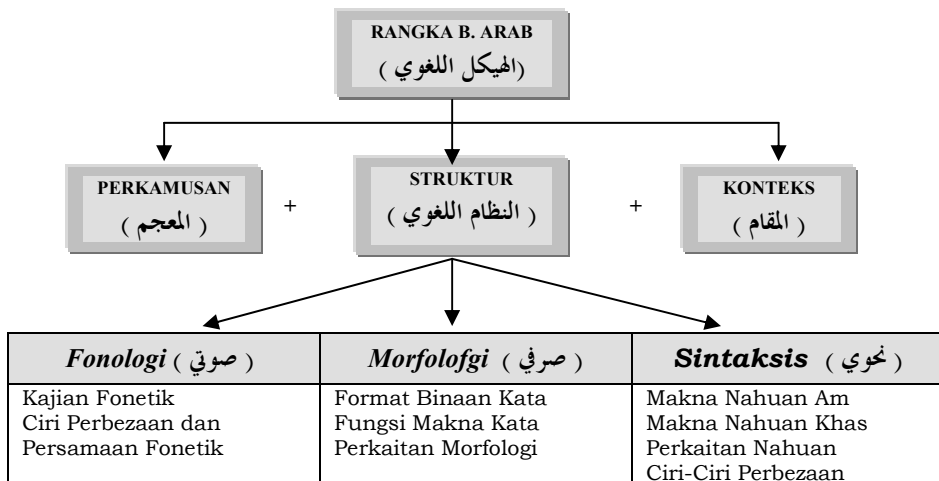 RANGKA B. ARAB
( الهيكل اللغوي )
PERKAMUSAN
( المعجم )
+
STRUKTUR
( النظام اللغوي )
+
KONTEKS
( المقام )
Fonologi ( صوتي )
Kajian Fonetik
Ciri Perbezaan dan
Persamaan Fonetik
Morfolofgi ( صرفي )
Format Binaan Kata
Fungsi Makna Kata
Perkaitan Morfologi
Sintaksis ( نحوي )
Makna Nahuan Am
Makna Nahuan Khas
Perkaitan Nahuan
Ciri-Ciri Perbezaan